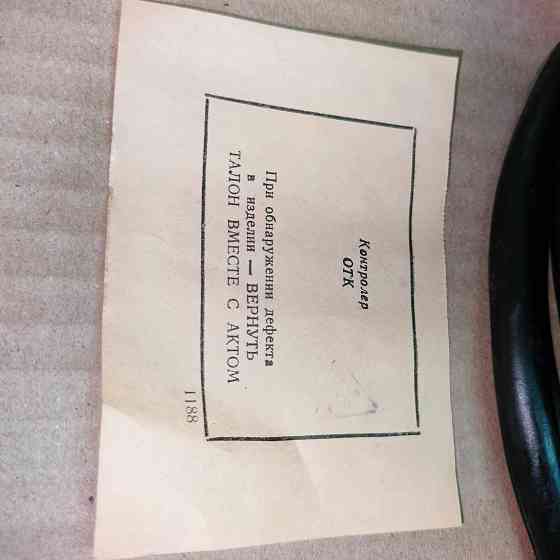 Контролер
ОТК
При обнаружении дефекта
в изделии — ВЕРНУТЬ
ТАЛОН ВМЕСТЕ С АКТОМ
1188